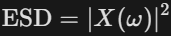 ESD = |X(ω)|²